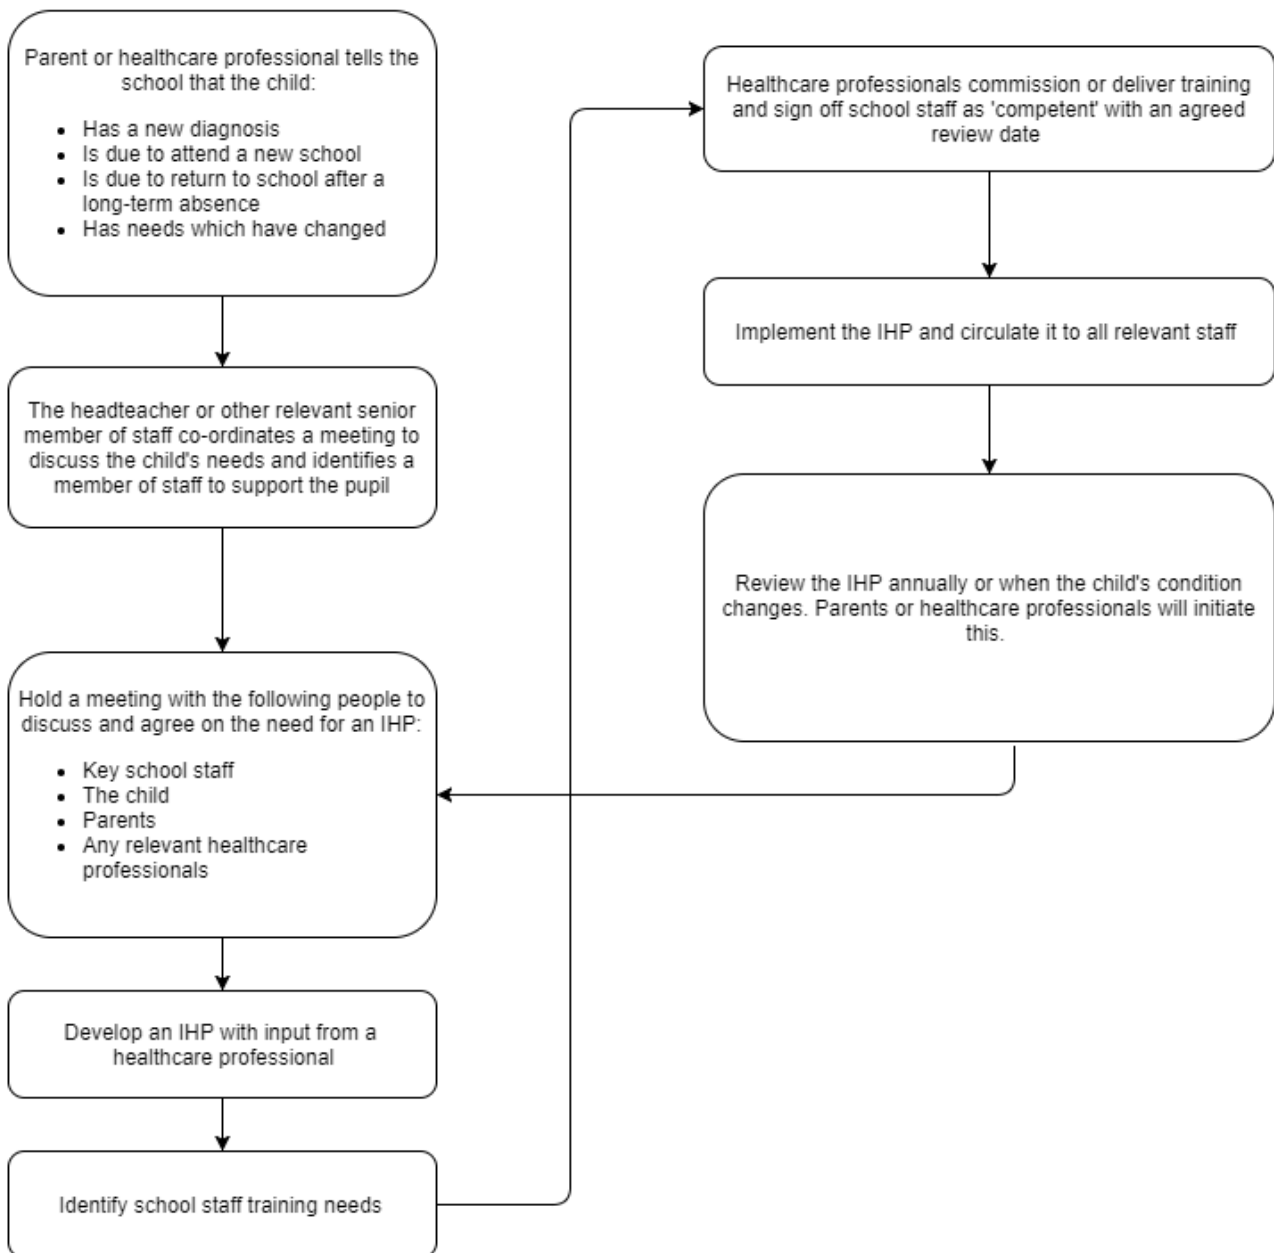 Parent or healthcare professional tells the
school that the child:
• Has a new diagnosis
• Is due to attend a new school
• Is due to return to school after a
long-term absence
• Has needs which have changed
The headteacher or other relevant senior
member of staff co-ordinates a meeting to
discuss the child's needs and identifies a
member of staff to support the pupil
Hold a meeting with the following people to
discuss and agree on the need for an IHP:
• Key school staff
• The child
• Parents
• Any relevant healthcare
professionals
Develop an IHP with input from a
healthcare professional
Identify school staff training needs
Healthcare professionals commission or deliver training
and sign off school staff as 'competent' with an agreed
review date
Implement the IHP and circulate it to all relevant staff
Review the IHP annually or when the child's condition
changes. Parents or healthcare professionals will initiate
this.